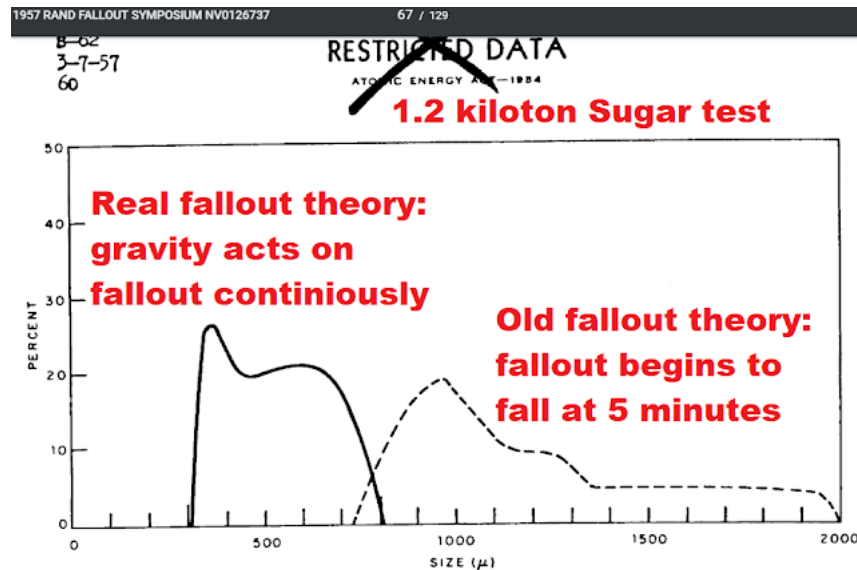 1957 RAND FALLOUT SYMPOSIUM NV0126737 67 / 129
B-62
3-7-57
60
RESTRICTED DATA
ATOMIC ENERGY ACT—1954
1.2 kiloton Sugar test
50
Real fallout theory:
gravity acts on
fallout continiously
40
30
Old fallout theory:
fallout begins to
fall at 5 minutes
20
10
0
PERCENT
0 500 1000 1500 2000
SIZE (μ)